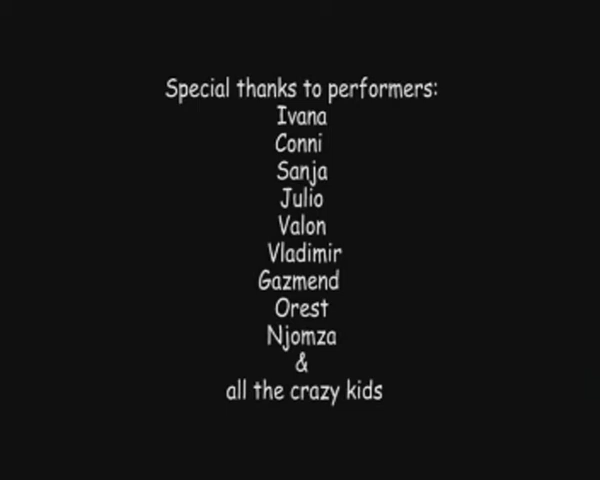 Special thanks to performers:
Ivana
Conni
Sanja
Julio
Valon
Vladimir
Gazmend
Orest
Njomza
&
all the crazy kids